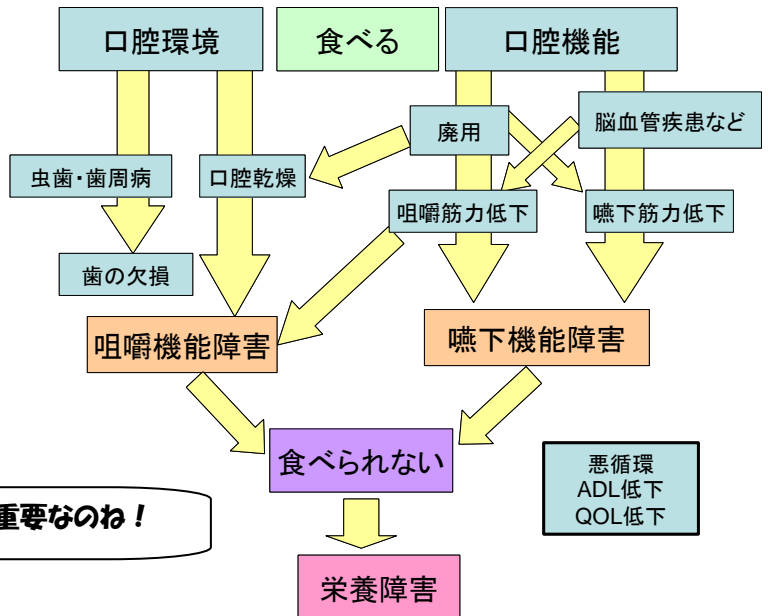 口腔環境
食べる
口腔機能
廃用
脳血管疾患など
虫歯・歯周病
口腔乾燥
咀嚼筋力低下
嚥下筋力低下
歯の欠損
咀嚼機能障害
嚥下機能障害
食べられない
悪循環
ADL低下
QOL低下
重要なのね！
栄養障害